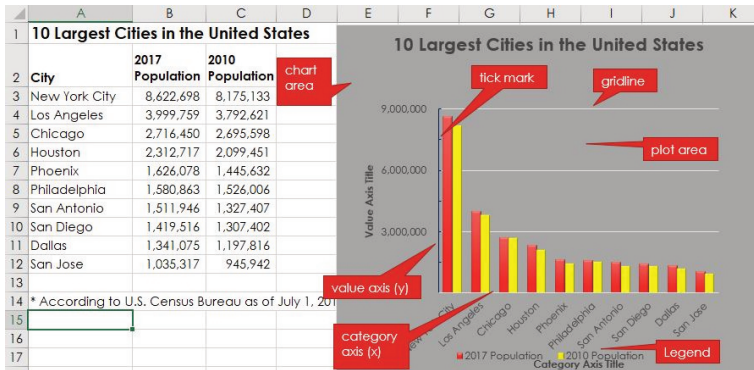 A B C D E F G H I J K
1 10 Largest Cities in the United States
2 City 2017 Population 2010 Population
3 New York City 8,622,698 8,175,133
4 Los Angeles 3,999,759 3,792,621
5 Chicago 2,716,450 2,695,598
6 Houston 2,312,717 2,099,451
7 Phoenix 1,626,078 1,445,632
8 Philadelphia 1,580,863 1,526,006
9 San Antonio 1,511,946 1,327,407
10 San Diego 1,419,516 1,307,402
11 Dallas 1,341,075 1,197,816
12 San Jose 1,035,317 945,942
13
14 * According to U.S. Census Bureau as of July 1, 201
15
16
17
10 Largest Cities in the United States
chart area
tick mark
gridline
plot area
9,000,000
6,000,000
3,000,000
Value Axis Title
value axis (y)
category axis (x)
New York City
Los Angeles
Chicago
Houston
Phoenix
Philadelphia
San Antonio
San Diego
Dallas
San Jose
2017 Population 2010 Population
Legend
Category Axis Title